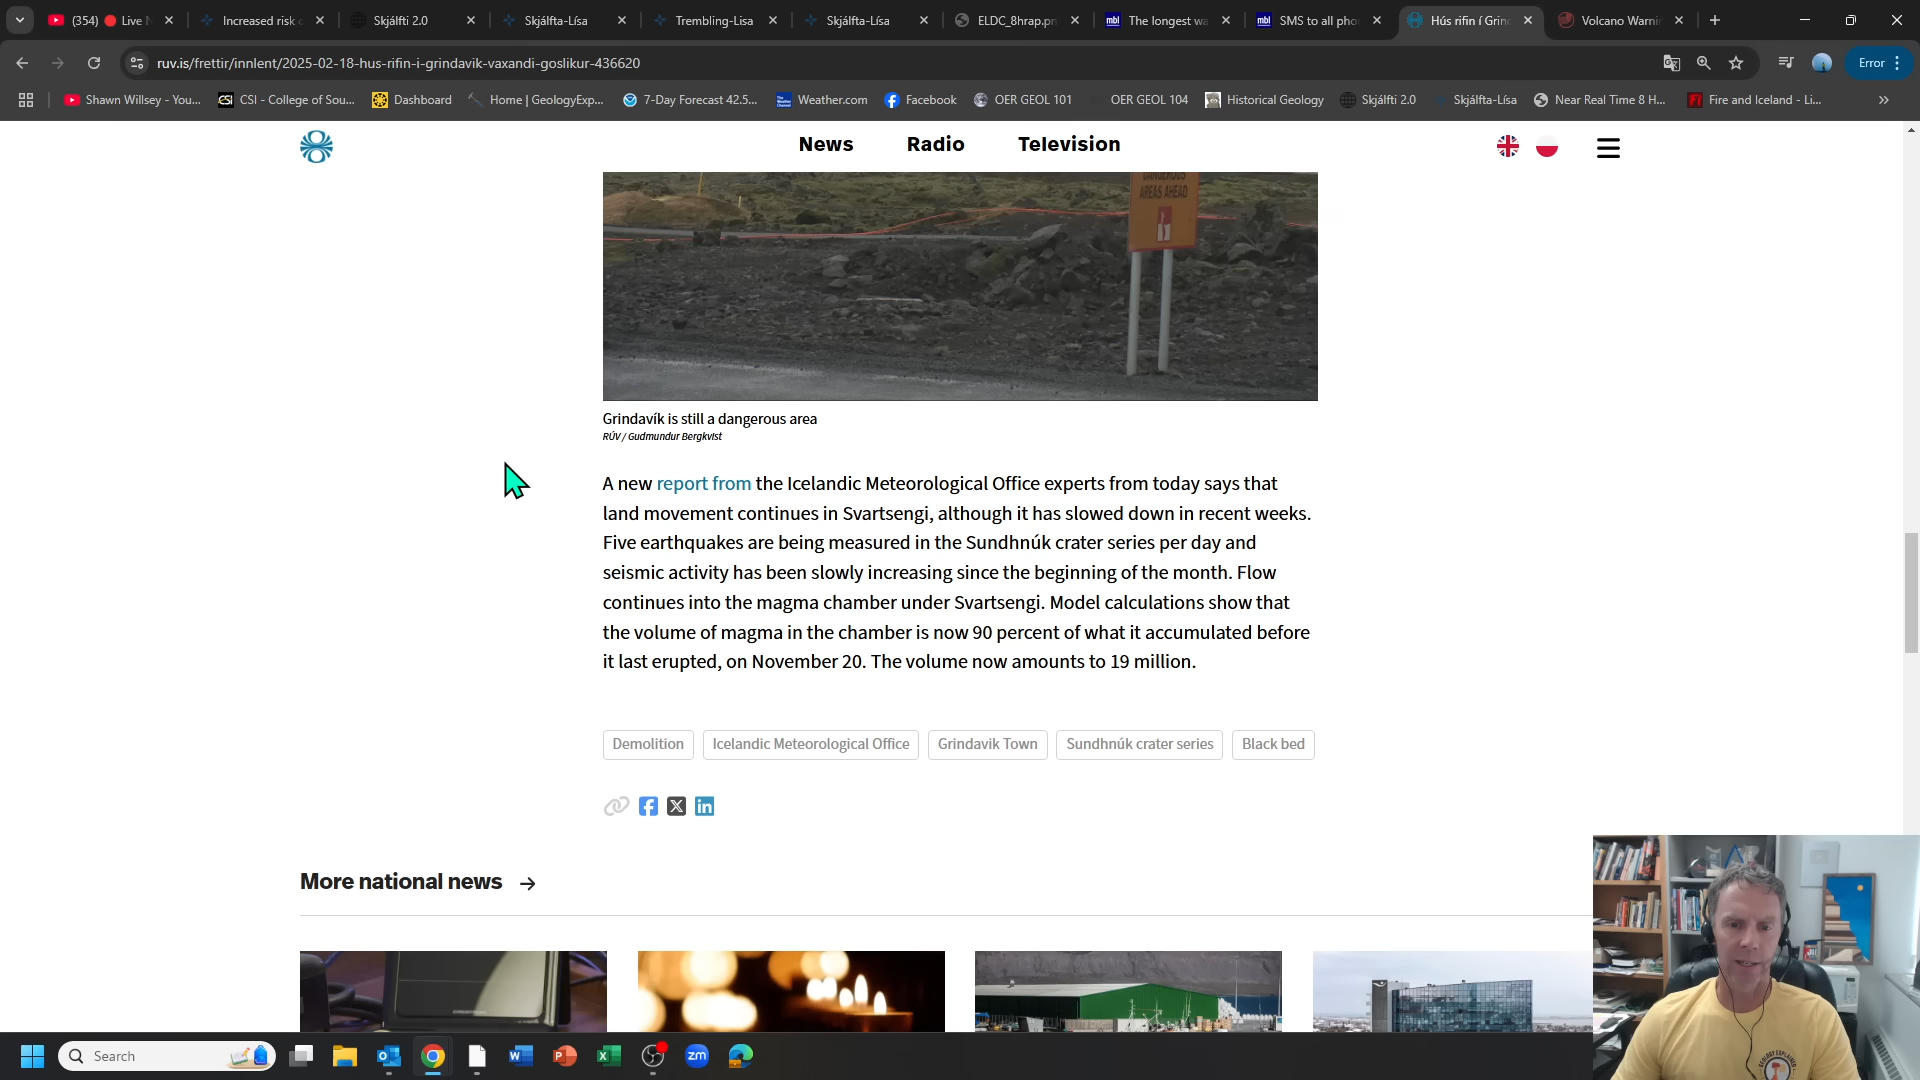 (354) Live N
Increased risk o
Skjálfti 2.0
Skjálfta-Lísa
Trembling-Lisa
Skjálfta-Lísa
ELDC_8hrap.pn
mbl The longest wa
mbl SMS to all pho
Hús rifin í Grin
Volcano Warni
ruv.is/frettir/innlent/2025-02-18-hus-rifin-i-grindavik-vaxandi-goslikur-436620
Error
Shawn Willsey - You...
CSI - College of Sou...
Dashboard
Home | GeologyExp...
7-Day Forecast 42.5...
Weather.com
Facebook
OER GEOL 101
OER GEOL 104
Historical Geology
Skjálfti 2.0
Skjálfta-Lísa
Near Real Time 8 H...
Fire and Iceland - Li...
News
Radio
Television
DANGEROUS
AREAS AHEAD
Grindavík is still a dangerous area
RÚV / Gudmundur Bergkvist
A new report from the Icelandic Meteorological Office experts from today says that
land movement continues in Svartsengi, although it has slowed down in recent weeks.
Five earthquakes are being measured in the Sundhnúk crater series per day and
seismic activity has been slowly increasing since the beginning of the month. Flow
continues into the magma chamber under Svartsengi. Model calculations show that
the volume of magma in the chamber is now 90 percent of what it accumulated before
it last erupted, on November 20. The volume now amounts to 19 million.
Demolition
Icelandic Meteorological Office
Grindavik Town
Sundhnúk crater series
Black bed
More national news →
Search
zm
GEOLOGY EXPLAINED